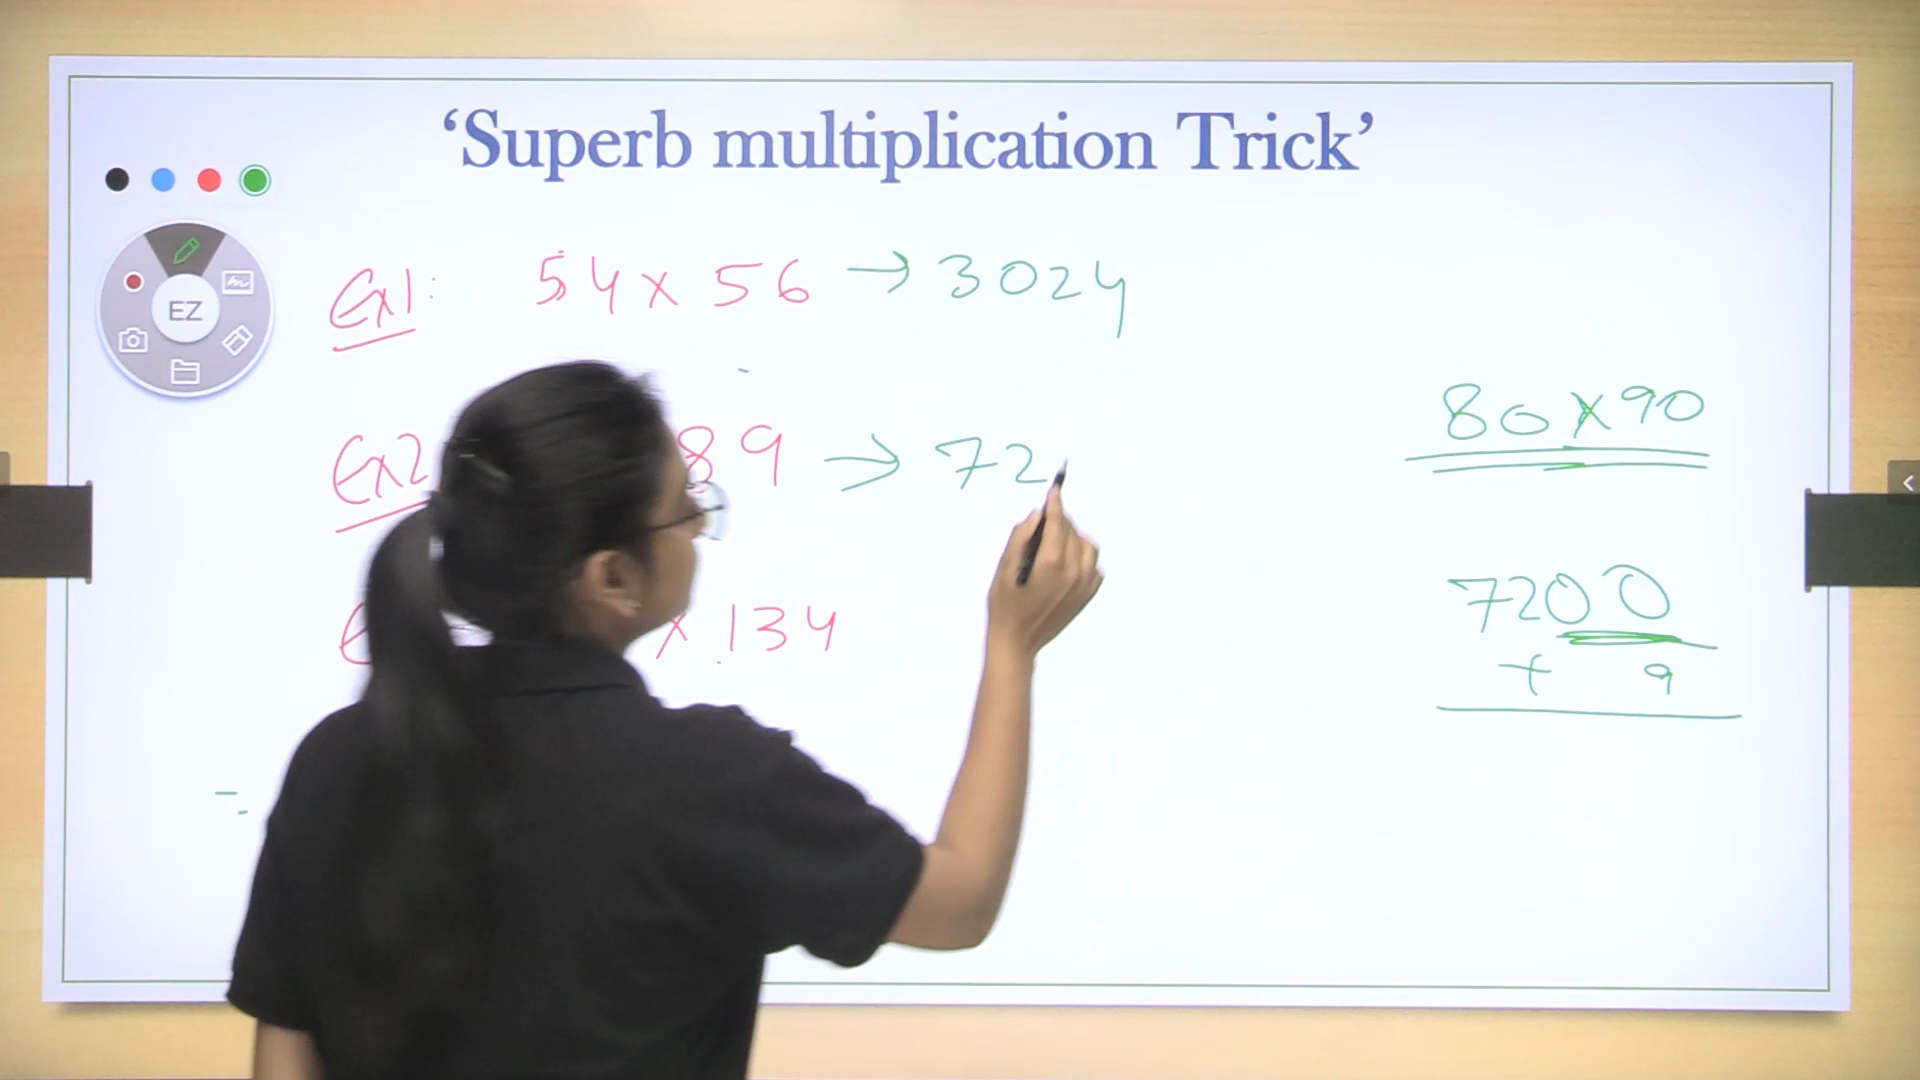 ‘Superb multiplication Trick’
EZ
Ex1: 54 x 56 → 3024
80 x 90
Ex2 89 → 72
7200
x 134
+ 9